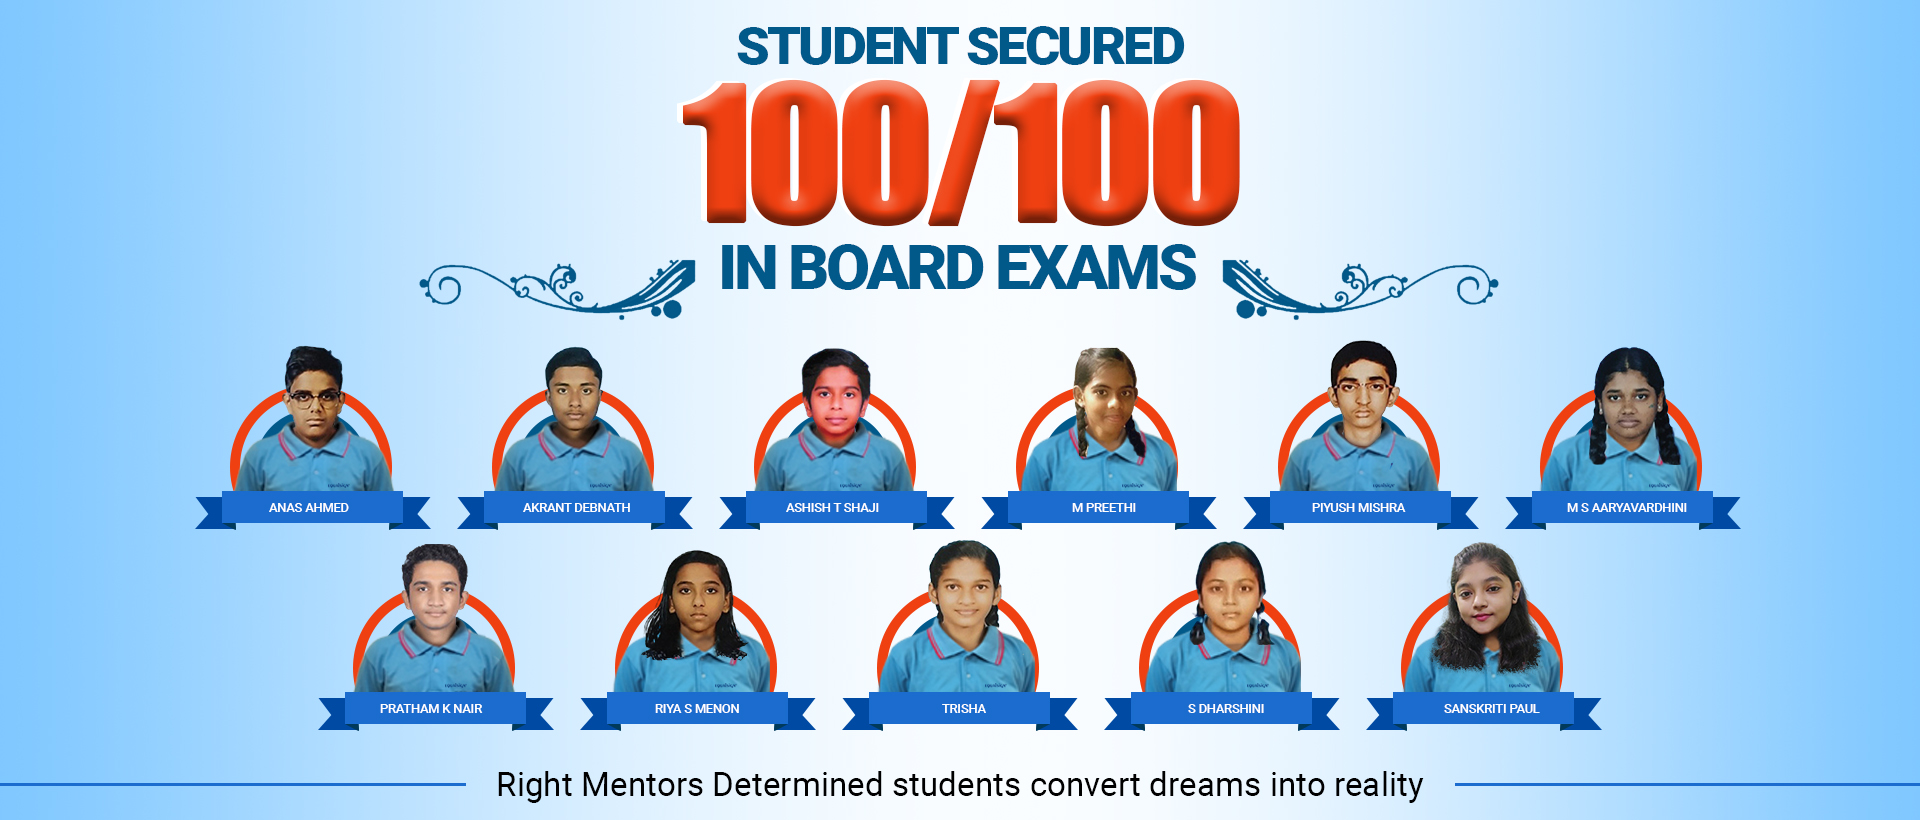 STUDENT SECURED
100/100
IN BOARD EXAMS
ANAS AHMED
AKRANT DEBNATH
ASHISH T SHAJI
M PREETHI
PIYUSH MISHRA
M S AARYAVARDHINI
PRATHAM K NAIR
RIYA S MENON
TRISHA
S DHARSHINI
SANSKRITI PAUL
Right Mentors Determined students convert dreams into reality